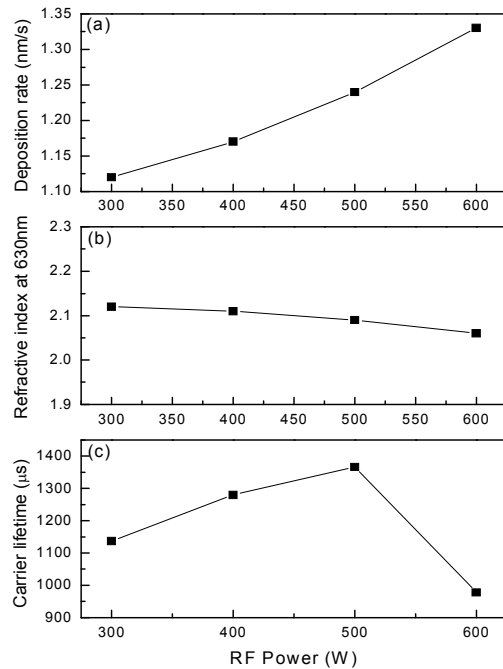 (a)
Deposition rate (nm/s)
1.35
1.30
1.25
1.20
1.15
1.10
300 350 400 450 500 550 600
(b)
Refractive index at 630nm
2.3
2.2
2.1
2.0
1.9
300 350 400 450 500 550 600
(c)
Carrier lifetime (μs)
1400
1300
1200
1100
1000
900
300 350 400 450 500 550 600
RF Power (W)